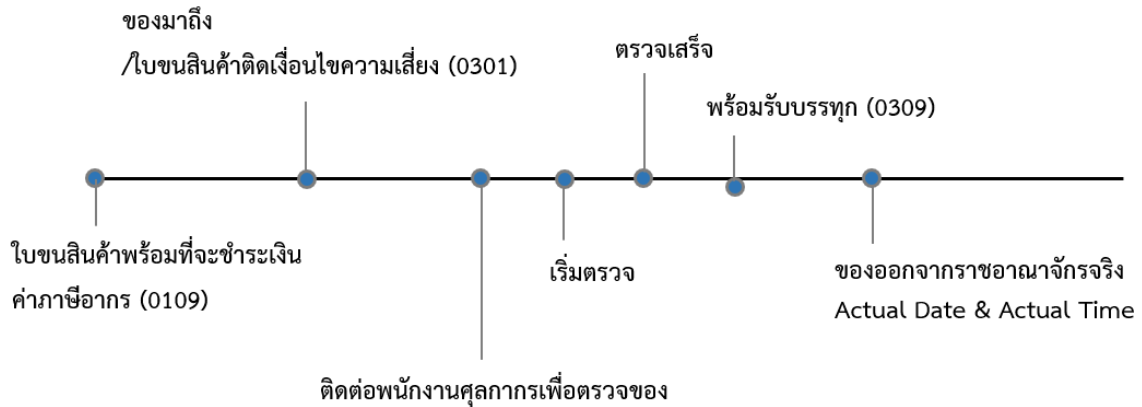 ของมาถึง
/ใบขนสินค้าติดเงื่อนไขความเสี่ยง (0301)
ตรวจเสร็จ
พร้อมรับบรรทุก (0309)
ใบขนสินค้าพร้อมที่จะชำระเงิน
ค่าภาษีอากร (0109)
เริ่มตรวจ
ของออกจากราชอาณาจักรจริง
Actual Date & Actual Time
ติดต่อพนักงานศุลกากรเพื่อตรวจของ